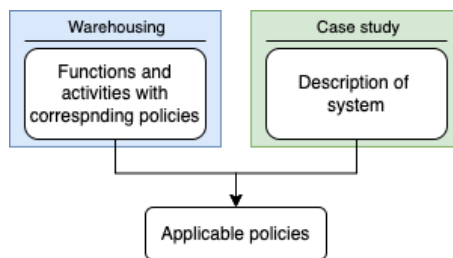 Warehousing
Functions and
activities with
correspnding policies
Case study
Description of
system
Applicable policies